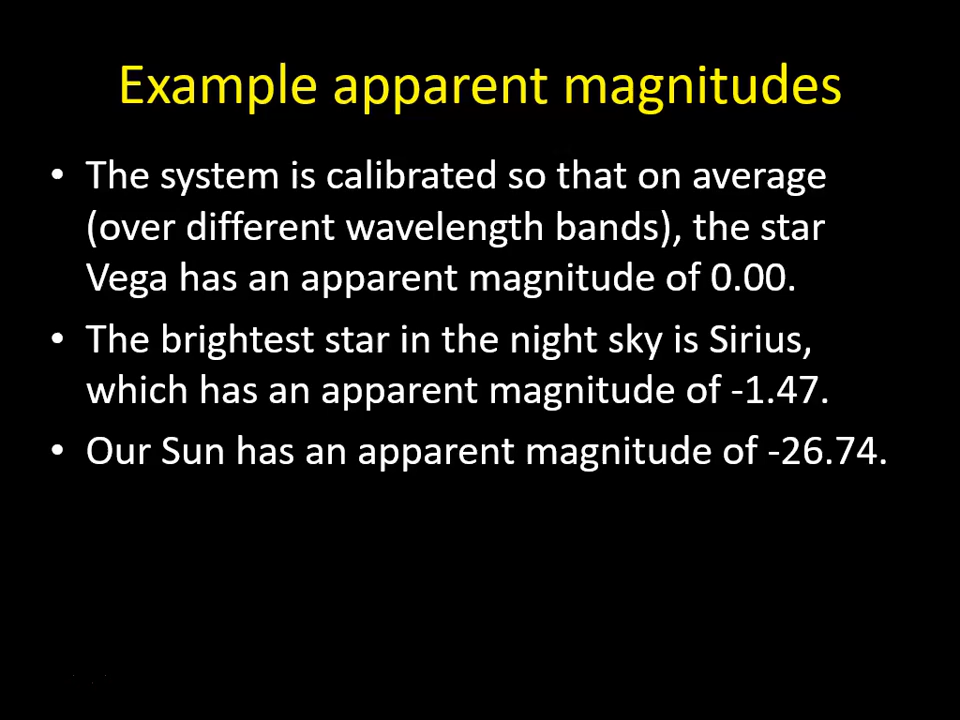 Example apparent magnitudes
• The system is calibrated so that on average
(over different wavelength bands), the star
Vega has an apparent magnitude of 0.00.
• The brightest star in the night sky is Sirius,
which has an apparent magnitude of -1.47.
• Our Sun has an apparent magnitude of -26.74.